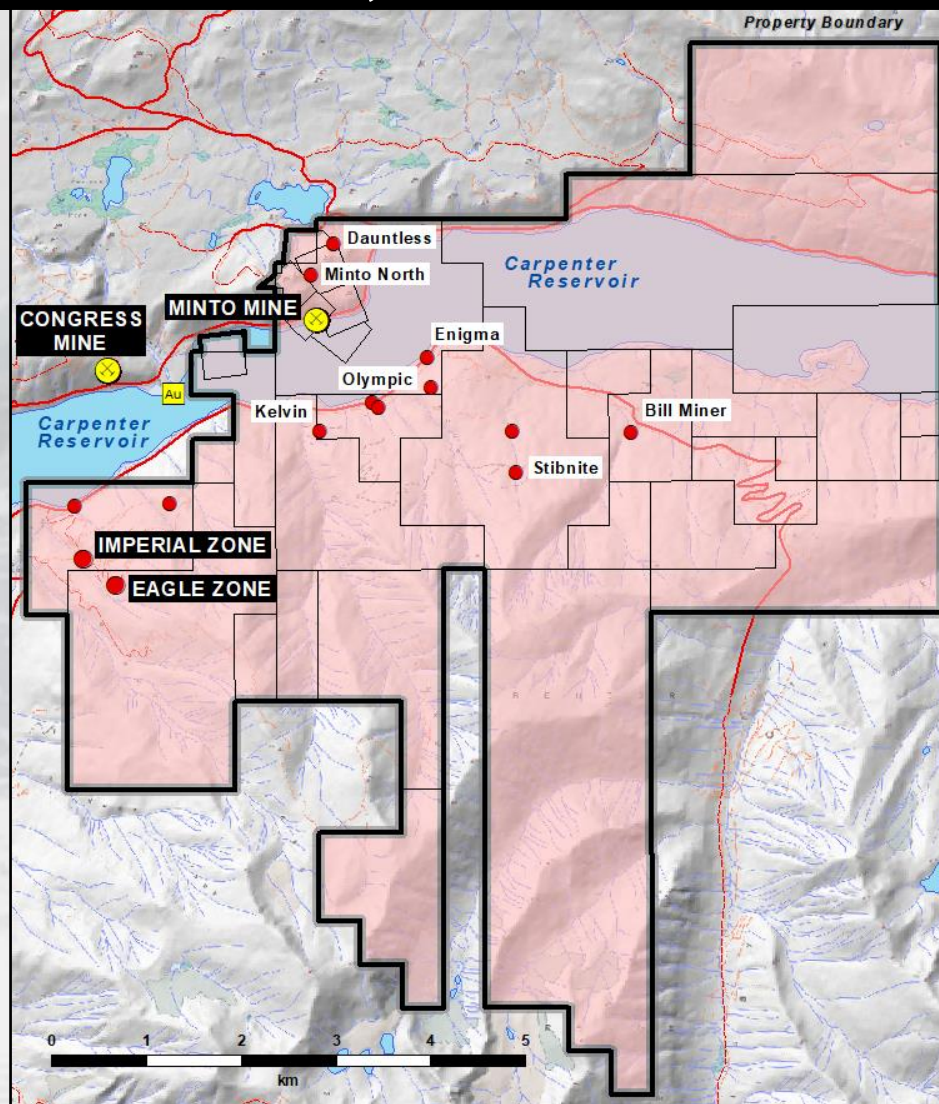 Property Boundary
Dauntless
Minto North
Carpenter
Reservoir
MINTO MINE
CONGRESS
MINE
Enigma
Au
Olympic
Carpenter
Reservoir
Kelvin
Bill Miner
Stibnite
IMPERIAL ZONE
EAGLE ZONE
0 1 2 3 4 5
km